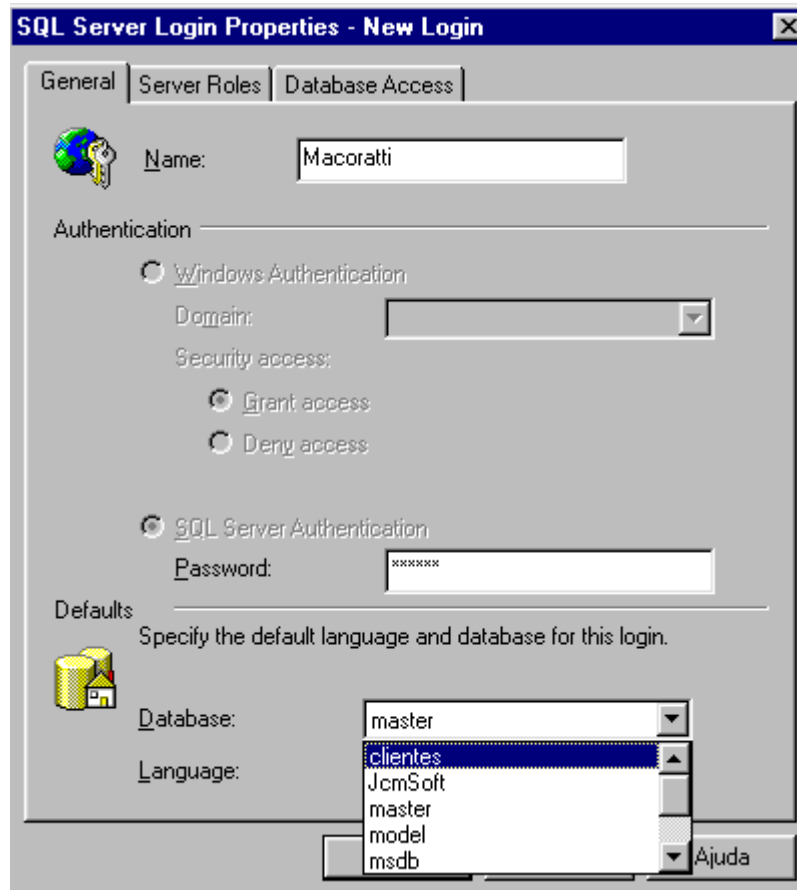 SQL Server Login Properties - New Login
General Server Roles Database Access
Name: Macoratti
Authentication
Windows Authentication
Domain:
Security access:
Grant access
Deny access
SQL Server Authentication
Password: ******
Defaults
Specify the default language and database for this login.
Database: master
clientes
Language:
JcmSoft
master
model
msdb
Ajuda